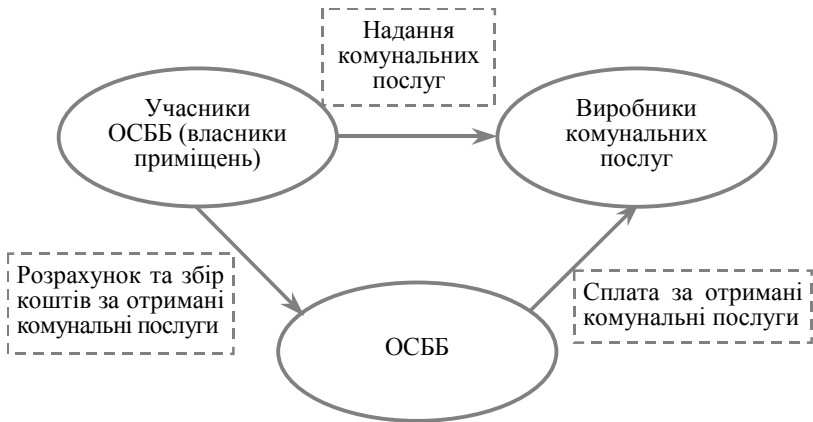 Надання
комунальних
послуг
Учасники
ОСББ (власники
приміщень)
Виробники
комунальних
послуг
Розрахунок та збір
коштів за отримані
комунальні послуги
ОСББ
Сплата за отримані
комунальні послуги